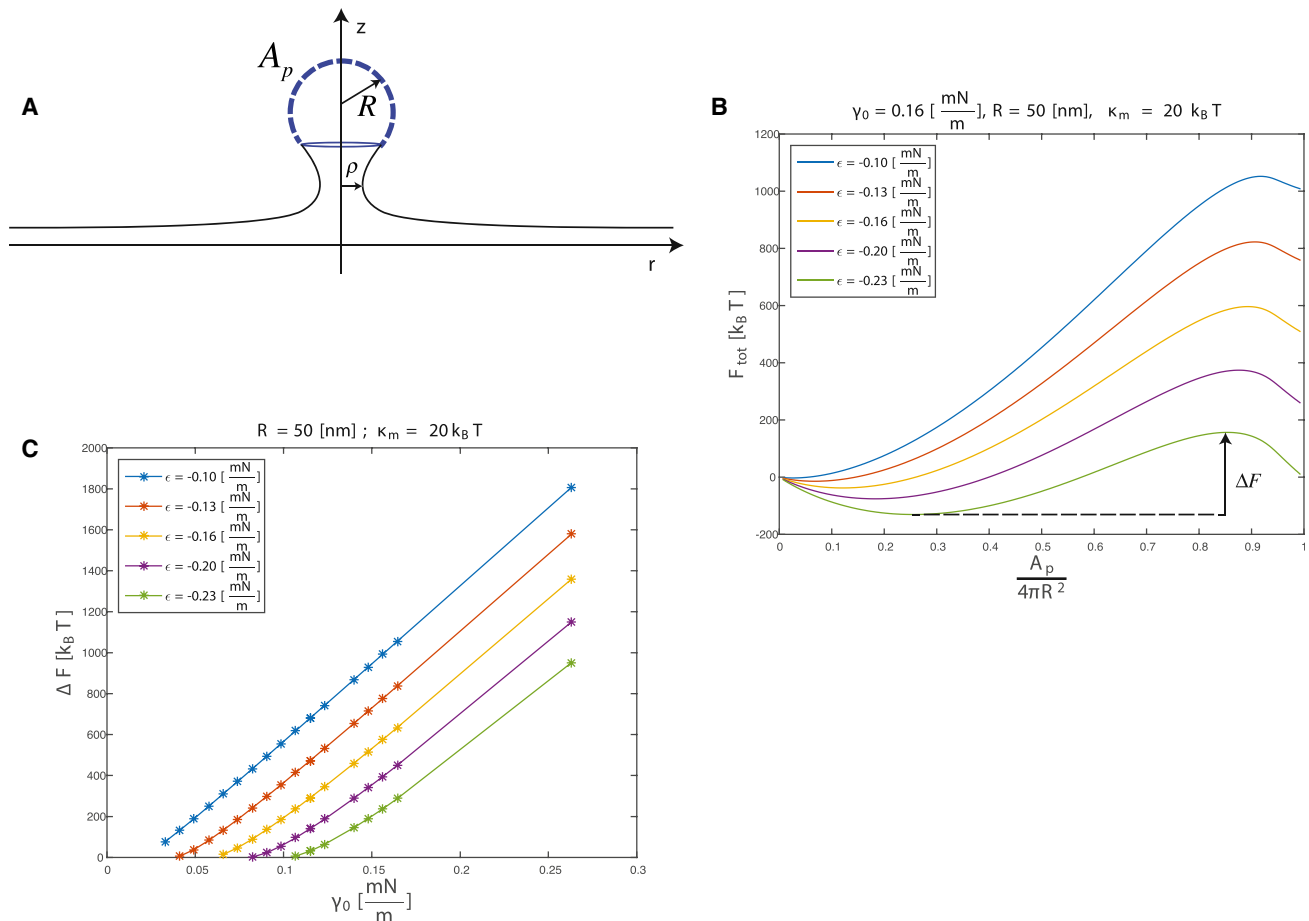 A
z
A_p
R
ρ
r
B
γ₀ = 0.16 [ mN/m ], R = 50 [nm], κ_m = 20 k_B T
1200
1000
800
600
400
200
0
-200
F_tot [k_B T]
ϵ = -0.10 [ mN/m ]
ϵ = -0.13 [ mN/m ]
ϵ = -0.16 [ mN/m ]
ϵ = -0.20 [ mN/m ]
ϵ = -0.23 [ mN/m ]
ΔF
0 0.1 0.2 0.3 0.4 0.5 0.6 0.7 0.8 0.9 1
A_p / 4πR²
C
R = 50 [nm] ; κ_m = 20 k_B T
2000
1800
1600
1400
1200
1000
800
600
400
200
0
Δ F [k_B T]
ϵ = -0.10 [ mN/m ]
ϵ = -0.13 [ mN/m ]
ϵ = -0.16 [ mN/m ]
ϵ = -0.20 [ mN/m ]
ϵ = -0.23 [ mN/m ]
0 0.05 0.1 0.15 0.2 0.25 0.3
γ₀ [ mN/m ]